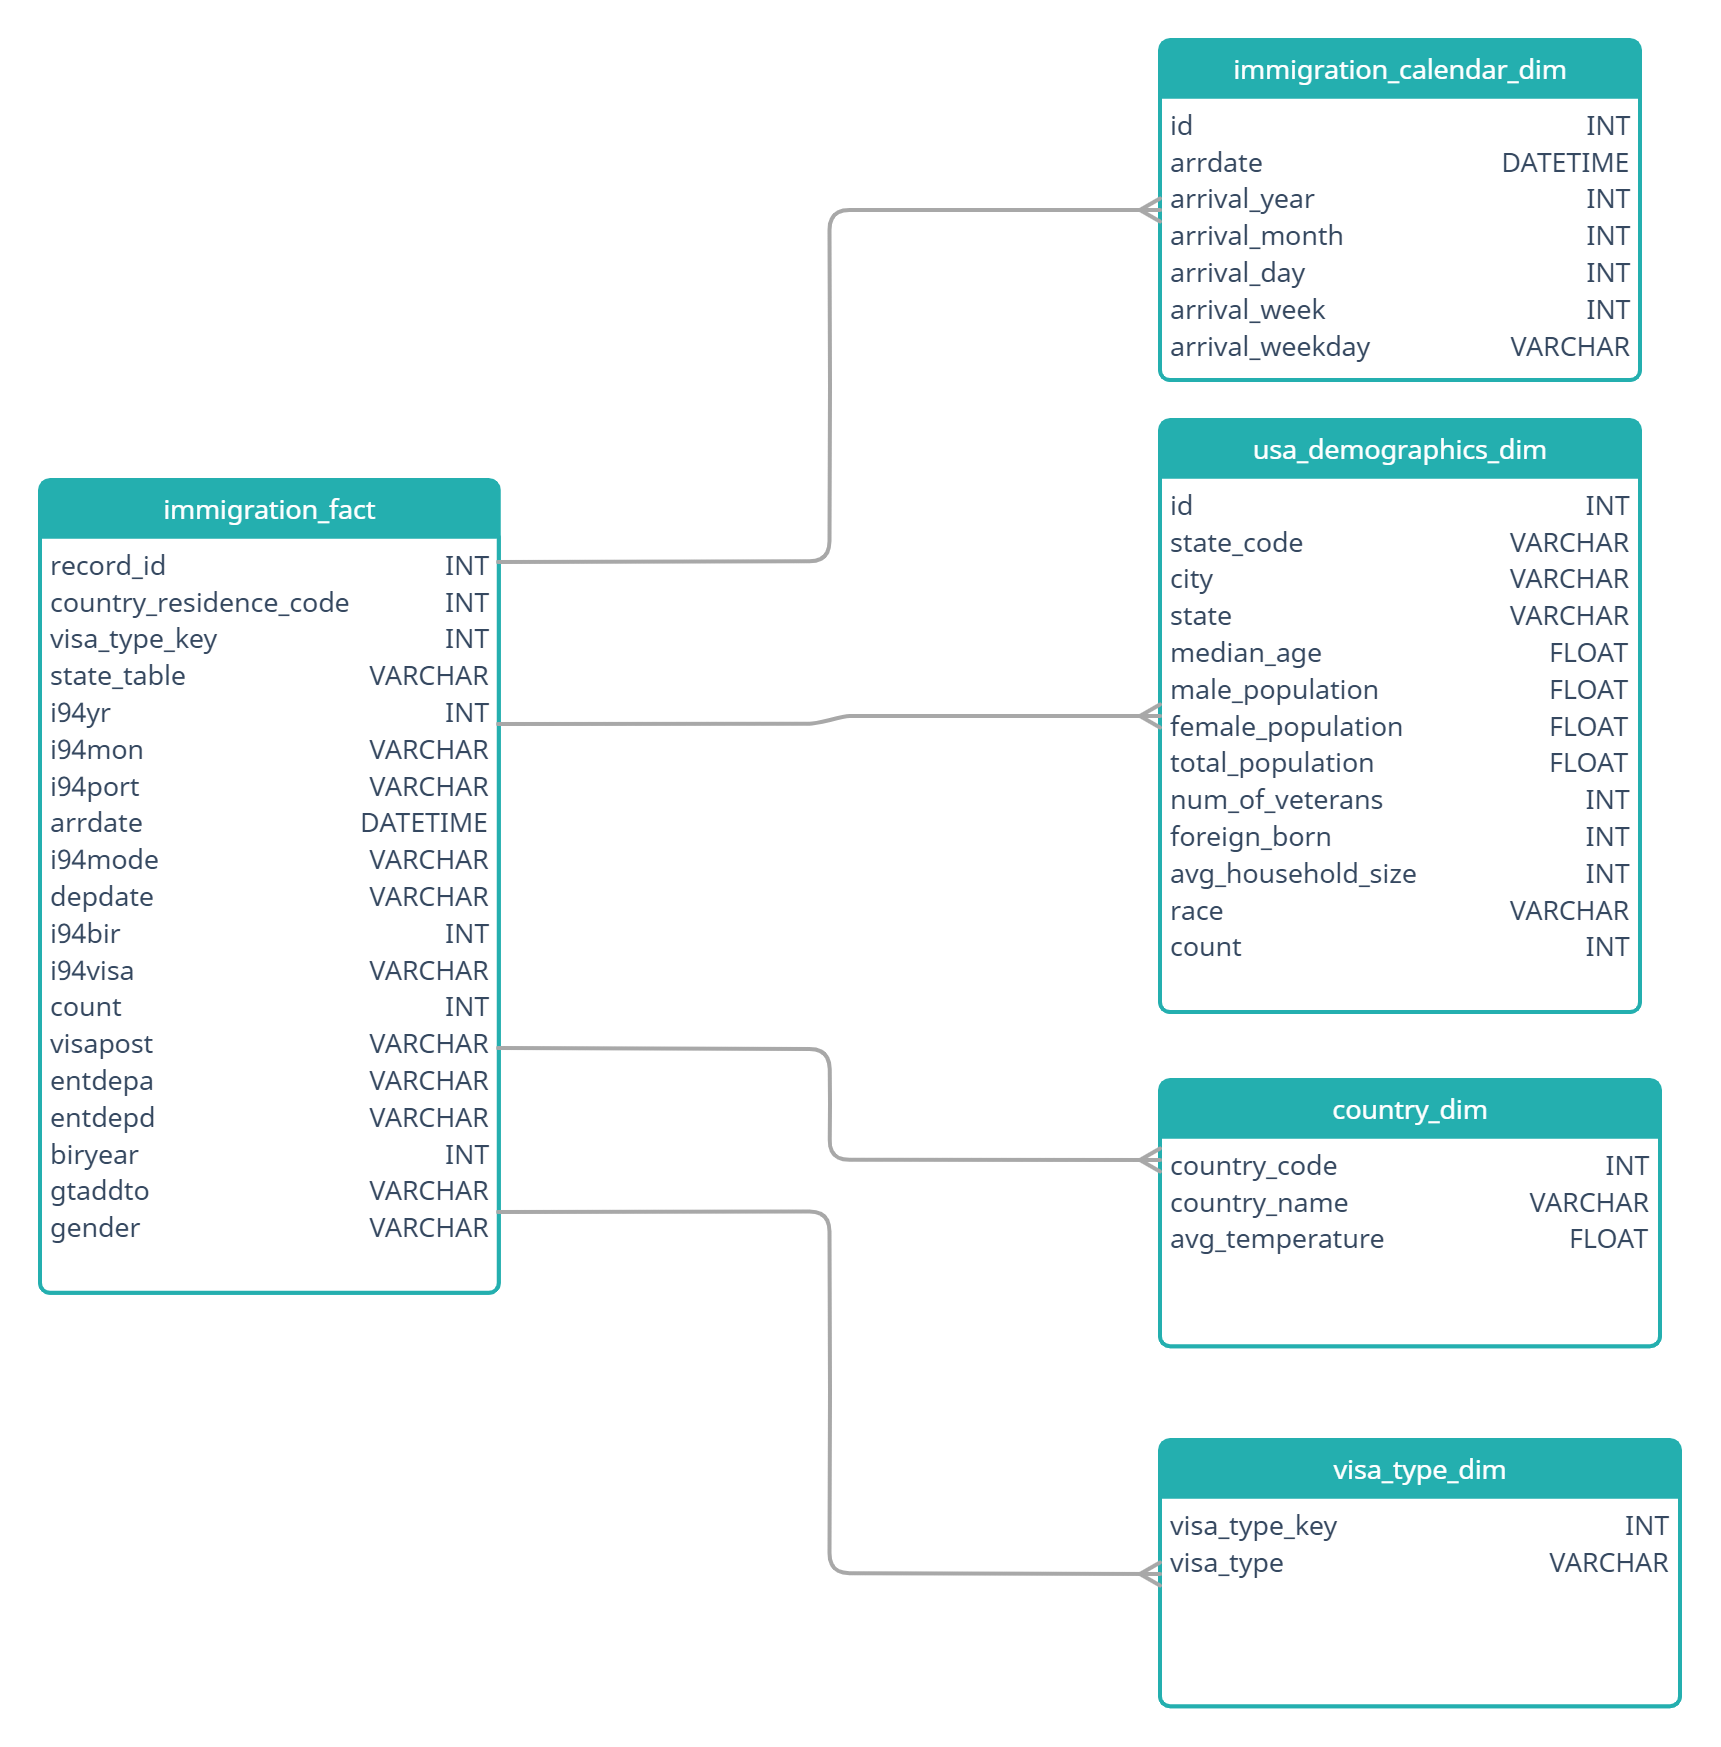 immigration_calendar_dim
id INT
arrdate DATETIME
arrival_year INT
arrival_month INT
arrival_day INT
arrival_week INT
arrival_weekday VARCHAR
usa_demographics_dim
id INT
state_code VARCHAR
city VARCHAR
state VARCHAR
median_age FLOAT
male_population FLOAT
female_population FLOAT
total_population FLOAT
num_of_veterans INT
foreign_born INT
avg_household_size INT
race VARCHAR
count INT
immigration_fact
record_id INT
country_residence_code INT
visa_type_key INT
state_table VARCHAR
i94yr INT
i94mon VARCHAR
i94port VARCHAR
arrdate DATETIME
i94mode VARCHAR
depdate VARCHAR
i94bir INT
i94visa VARCHAR
count INT
visapost VARCHAR
entdepa VARCHAR
entdepd VARCHAR
biryear INT
gtaddto VARCHAR
gender VARCHAR
country_dim
country_code INT
country_name VARCHAR
avg_temperature FLOAT
visa_type_dim
visa_type_key INT
visa_type VARCHAR